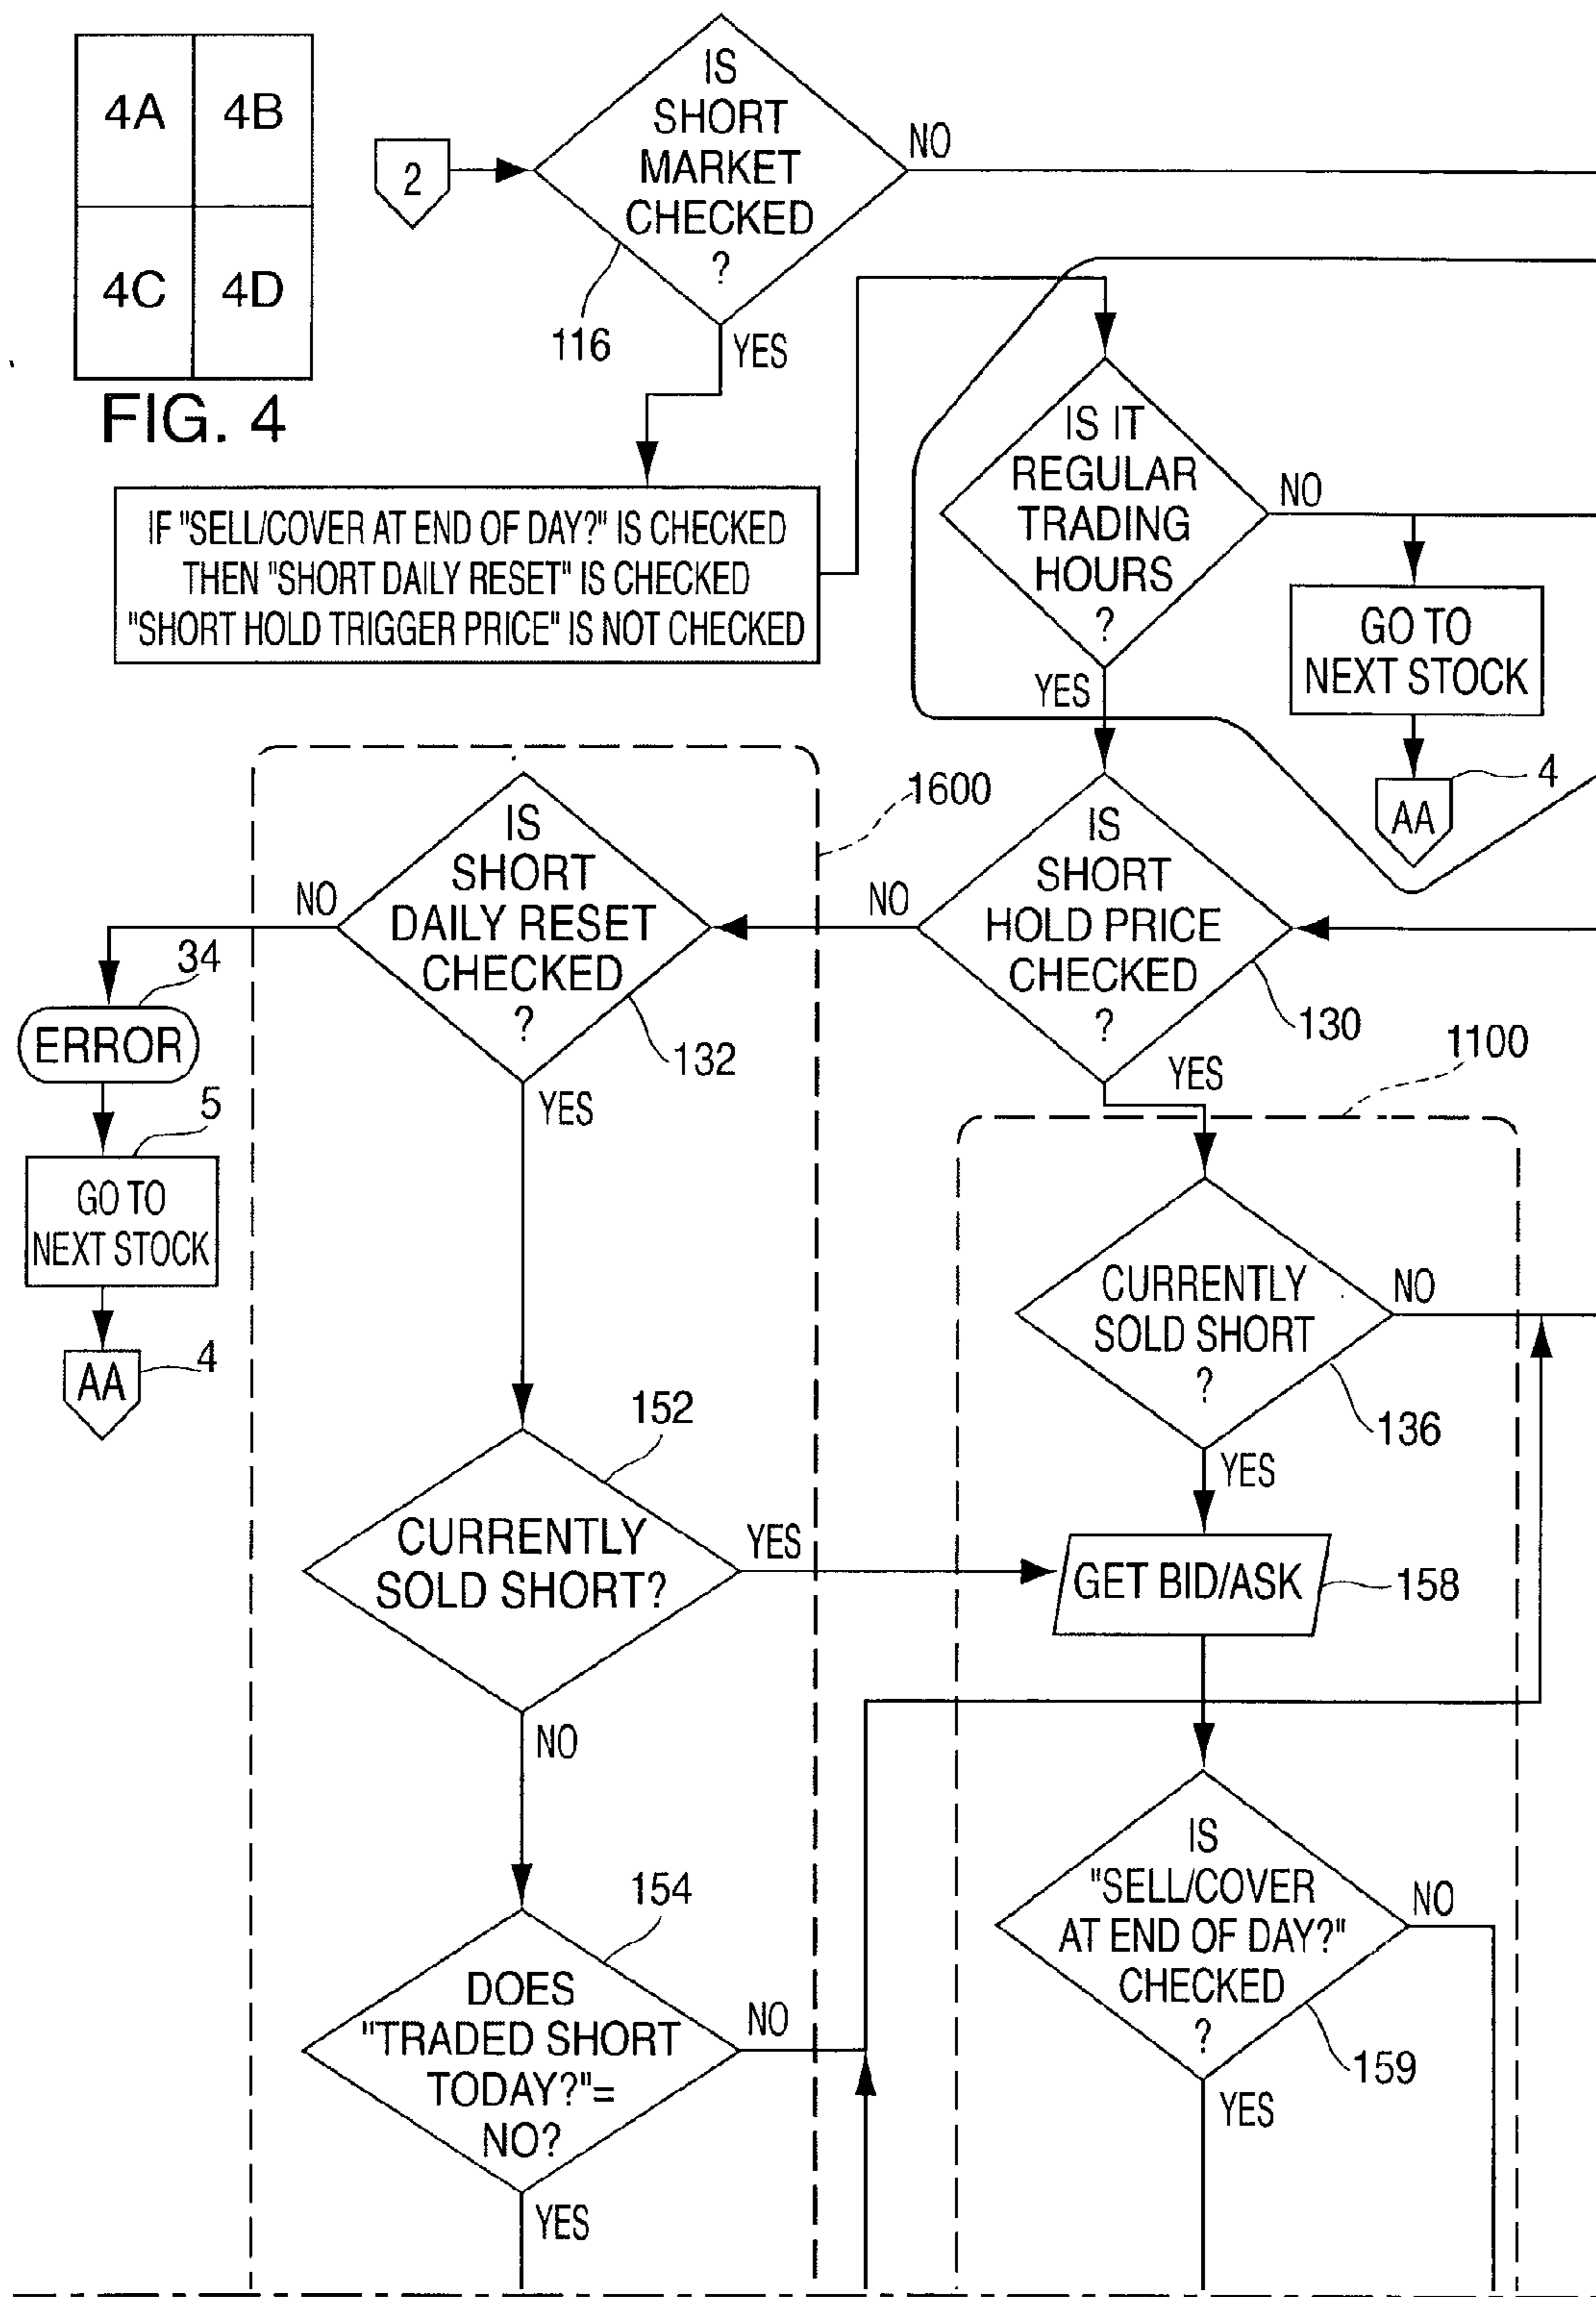 4A
4B
4C
4D
FIG. 4
2
IS
SHORT
MARKET
CHECKED
?
NO
116
YES
IF "SELL/COVER AT END OF DAY?" IS CHECKED
THEN "SHORT DAILY RESET" IS CHECKED
"SHORT HOLD TRIGGER PRICE" IS NOT CHECKED
IS IT
REGULAR
TRADING
HOURS
?
NO
YES
GO TO
NEXT STOCK
4
AA
1600
IS
SHORT
DAILY RESET
CHECKED
?
NO
132
YES
IS
SHORT
HOLD PRICE
CHECKED
?
NO
130
YES
34
ERROR
5
GO TO
NEXT STOCK
AA
4
1100
CURRENTLY
SOLD SHORT
?
NO
136
YES
152
CURRENTLY
SOLD SHORT?
YES
NO
GET BID/ASK
158
154
DOES
"TRADED SHORT
TODAY?"=
NO?
NO
YES
IS
"SELL/COVER
AT END OF DAY?"
CHECKED
?
NO
159
YES